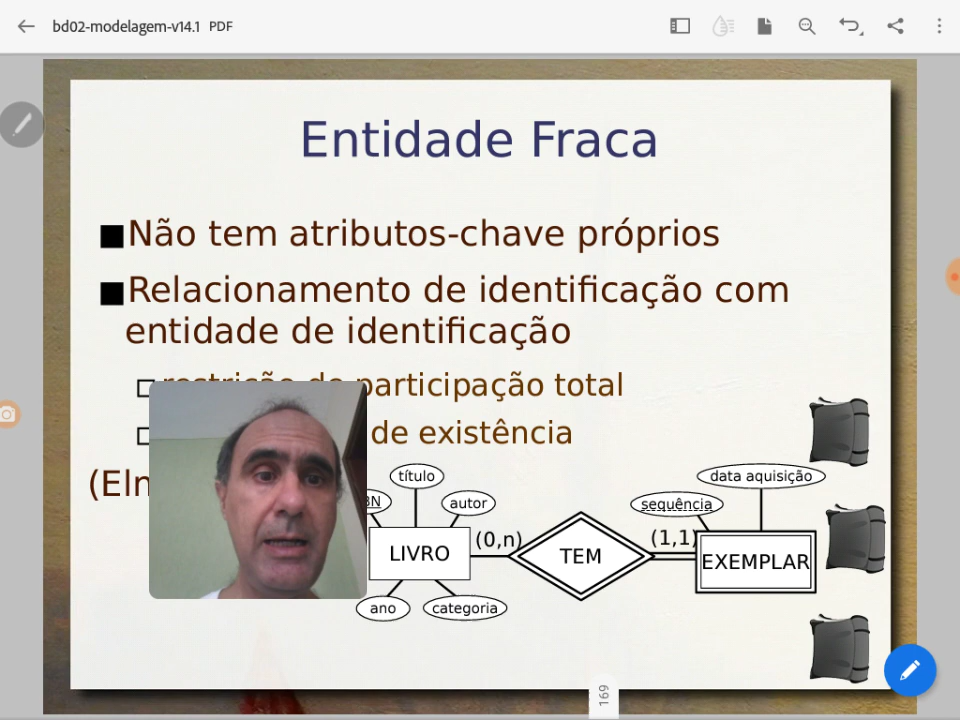 bd02-modelagem-v14.1 PDF
Entidade Fraca
Não tem atributos-chave próprios
Relacionamento de identificação com
entidade de identificação
participação total
de existência
título
data aquisição
autor
sequência
(0,n)
(1,1)
LIVRO
TEM
EXEMPLAR
ano
categoria
169